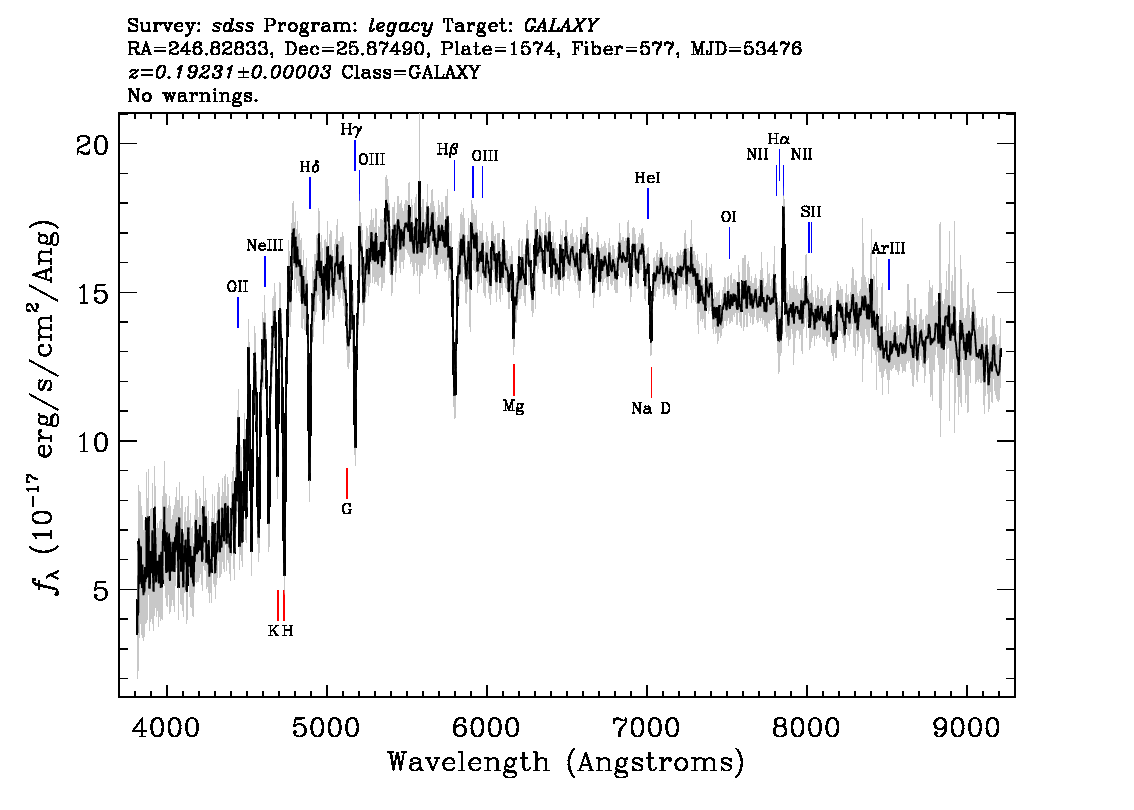 Survey: sdss Program: legacy Target: GALAXY
RA=246.82833, Dec=25.87490, Plate=1574, Fiber=577, MJD=53476
z=0.19231±0.00003 Class=GALAXY
No warnings.
Hγ
Hδ
OIII
Hβ
OIII
HeI
Hα
NII
NII
OI
SII
NeIII
OII
ArIII
Mg
Na D
G
K H
20
15
10
5
f_λ (10^−17 erg/s/cm^2/Ang)
4000 5000 6000 7000 8000 9000
Wavelength (Angstroms)